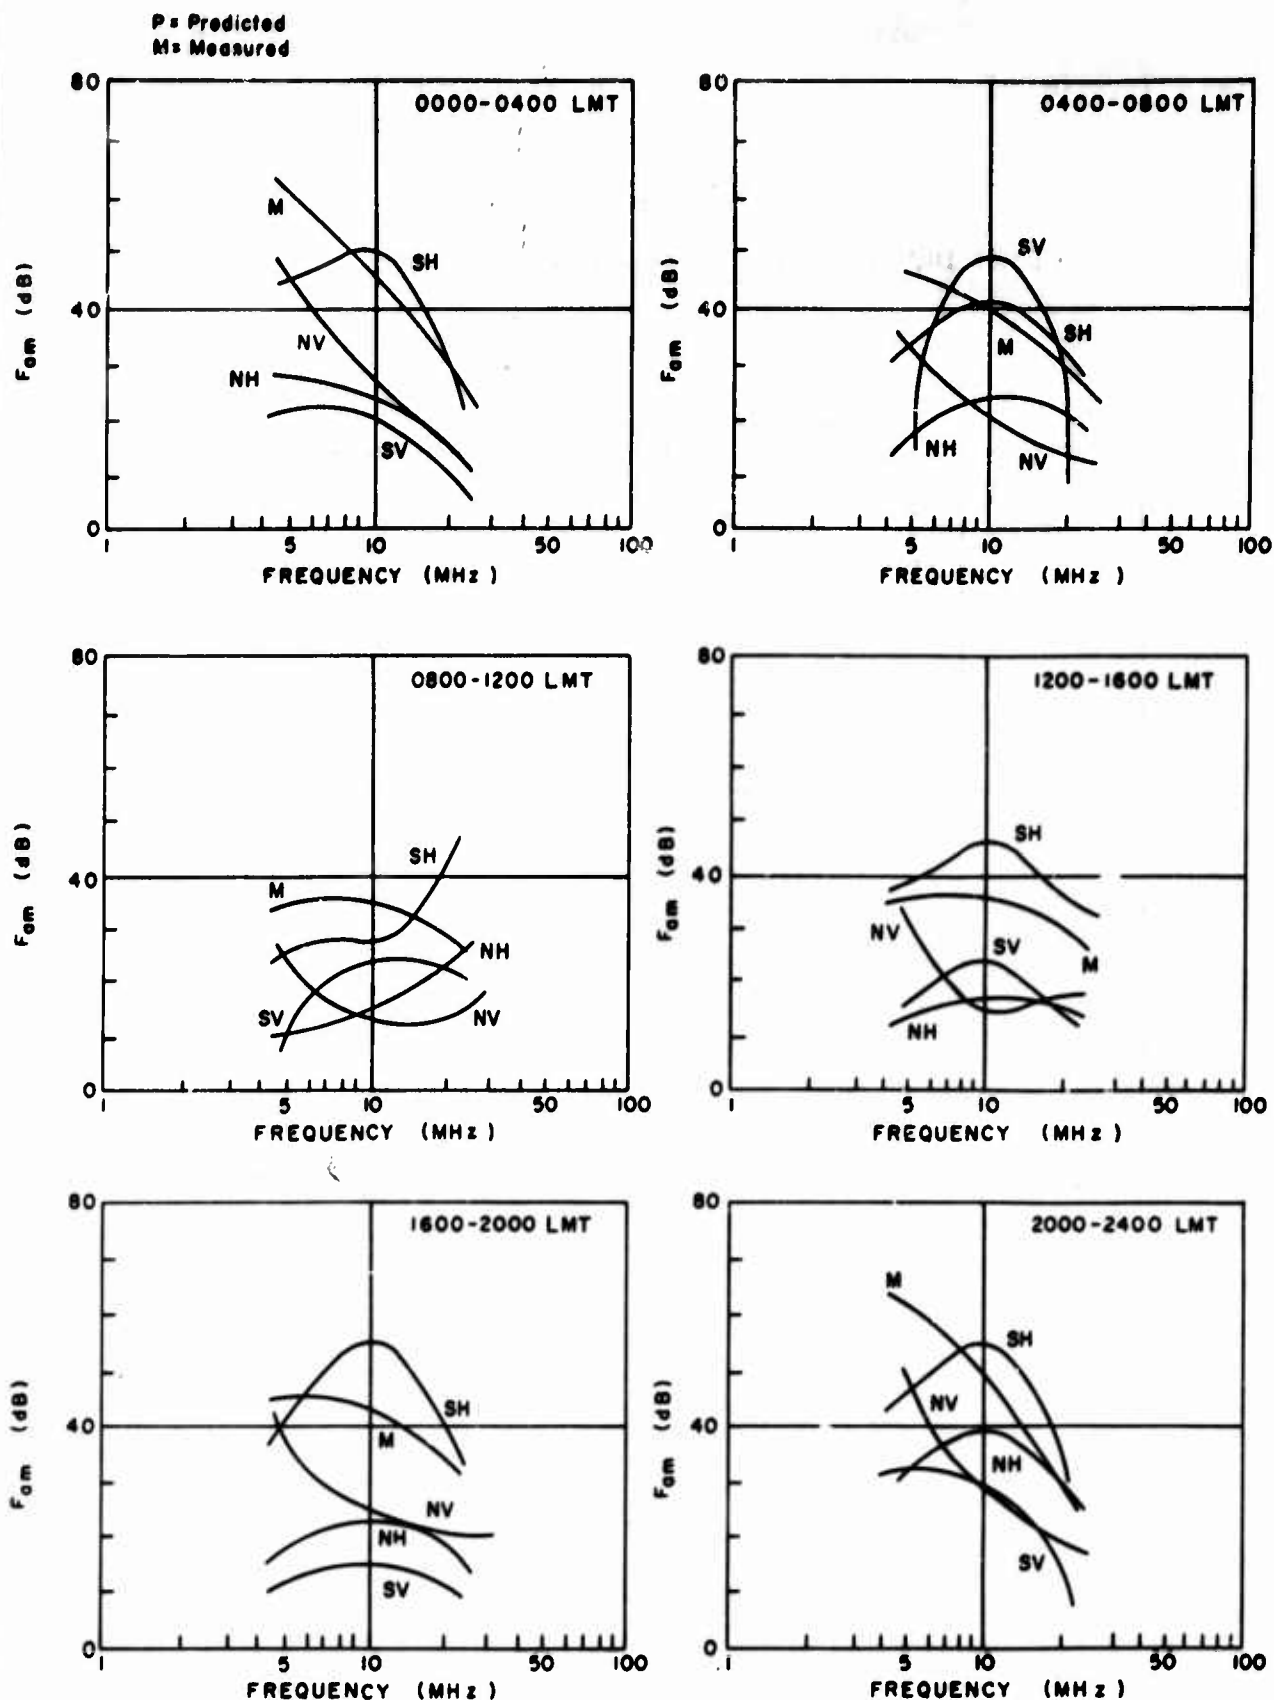 P = Predicted
M = Measured
80
0000-0400 LMT
M
SH
40
NV
NH
SV
0
Fam (dB)
1
5
10
50
100
FREQUENCY (MHz)
80
0400-0800 LMT
SV
40
SH
M
NH
NV
0
Fam (dB)
1
5
10
50
100
FREQUENCY (MHz)
80
0800-1200 LMT
SH
40
M
NH
SV
NV
0
Fam (dB)
1
5
10
50
100
FREQUENCY (MHz)
80
1200-1600 LMT
SH
40
NV
SV
M
NH
0
Fam (dB)
1
5
10
50
100
FREQUENCY (MHz)
80
1600-2000 LMT
SH
40
M
NV
NH
SV
0
Fam (dB)
1
5
10
50
100
FREQUENCY (MHz)
80
2000-2400 LMT
M
SH
NV
40
NH
SV
0
Fam (dB)
1
5
10
50
100
FREQUENCY (MHz)